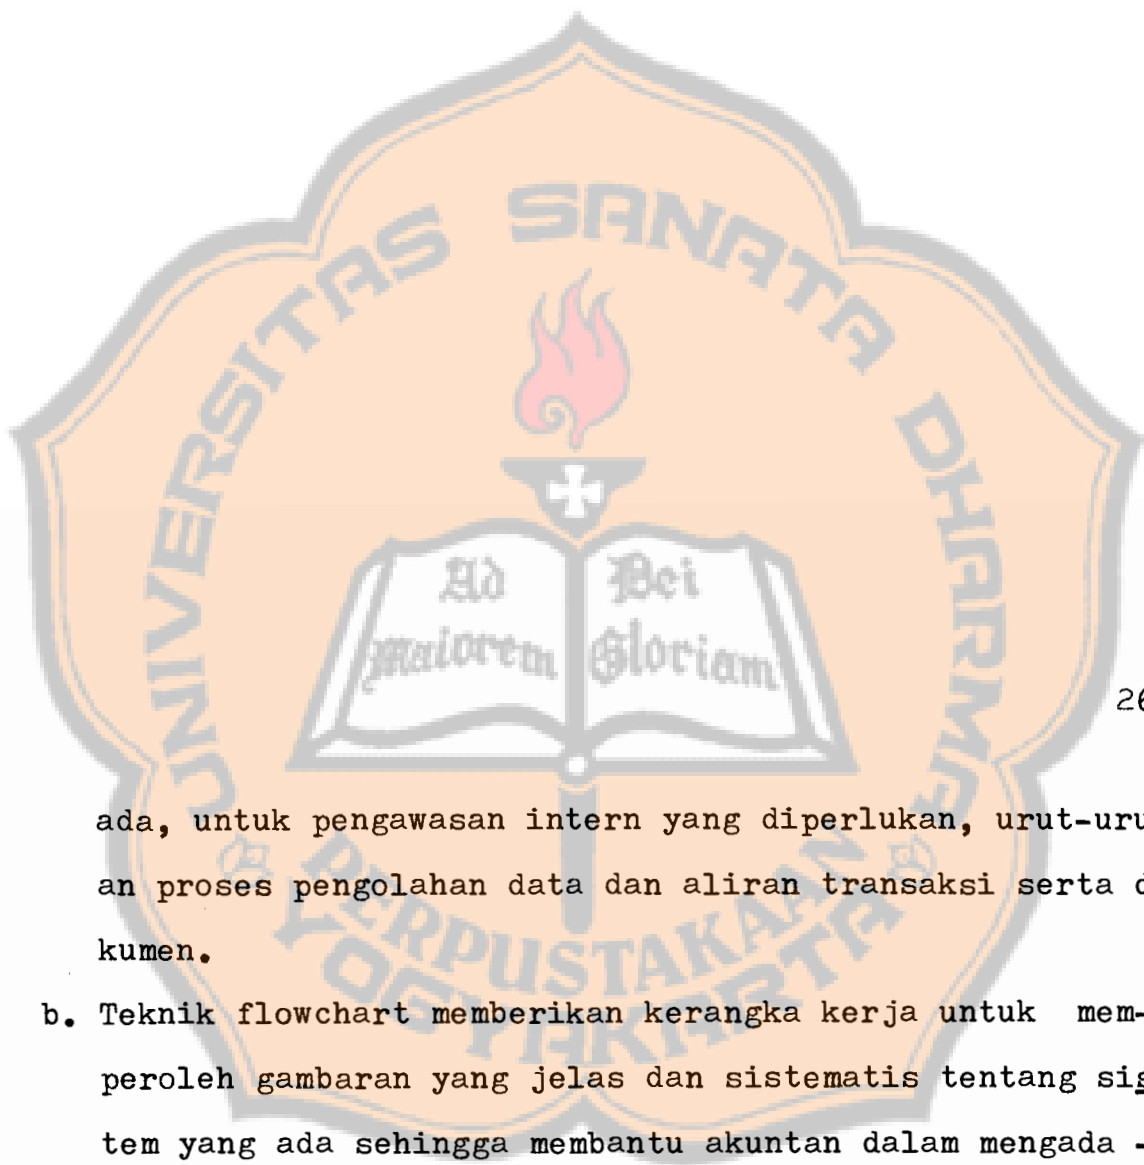 UNIVERSITAS SANATA DHARMA
Ad Dei
maiorem Gloriam
26
ada, untuk pengawasan intern yang diperlukan, urut-uru
an proses pengolahan data dan aliran transaksi serta d
kumen.
PERPUSTAKAAN
YOGYAKARTA
b. Teknik flowchart memberikan kerangka kerja untuk mem-
peroleh gambaran yang jelas dan sistematis tentang sis
tem yang ada sehingga membantu akuntan dalam mengada -